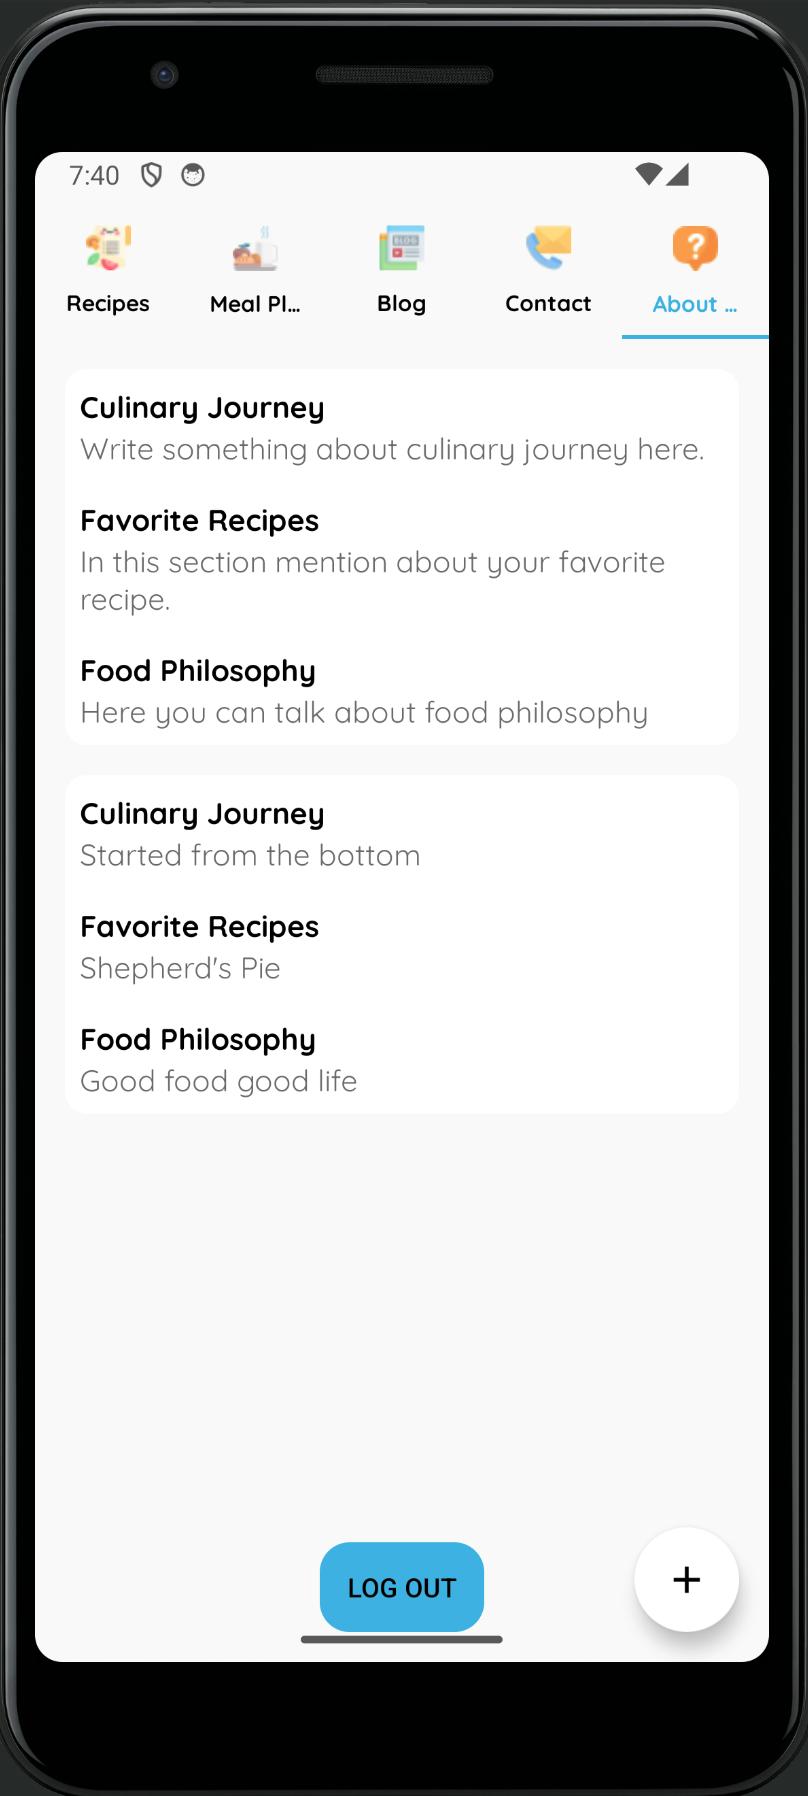 7:40
Recipes
Meal Pl...
Blog
BLOG
Contact
About ...
Culinary Journey
Write something about culinary journey here.
Favorite Recipes
In this section mention about your favorite
recipe.
Food Philosophy
Here you can talk about food philosophy
Culinary Journey
Started from the bottom
Favorite Recipes
Shepherd's Pie
Food Philosophy
Good food good life
LOG OUT
+